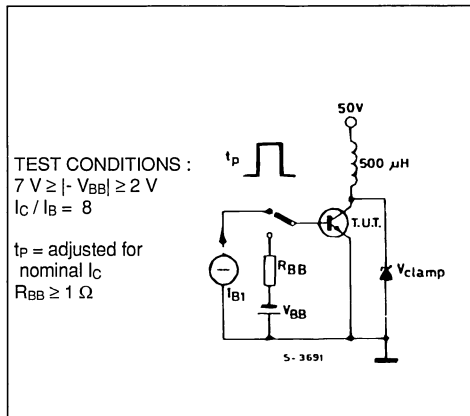 TEST CONDITIONS :
7 V ≥ |- VBB| ≥ 2 V
IC / IB = 8
tP = adjusted for
nominal IC
RBB ≥ 1 Ω
tp
50V
500 µH
T.U.T.
Vclamp
IB1
RBB
VBB
S-3691